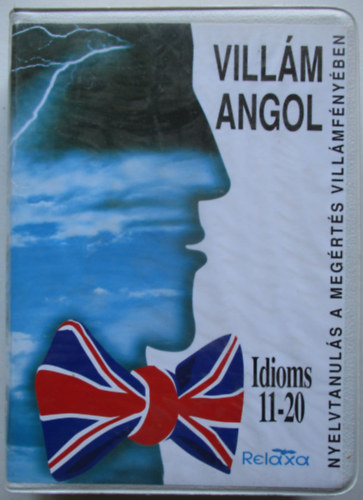 VILLÁM
ANGOL
NYELVTANULÁS A MEGÉRTÉS VILLÁMFÉNYÉBEN
Idioms
11-20
Relaxa